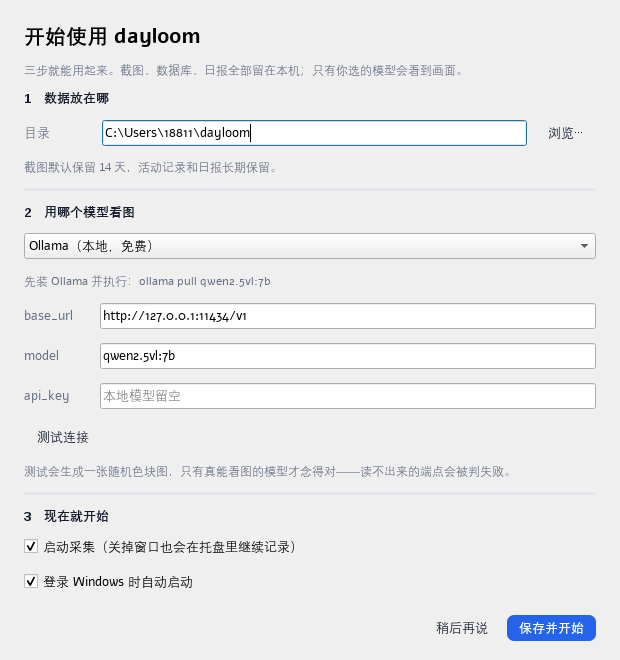 开始使用 dayloom
三步就能用起来。截图、数据库、日报全部留在本机；只有你选的模型会看到画面。
1 数据放在哪
目录 C:\Users\18811\dayloom 浏览…
截图默认保留 14 天，活动记录和日报长期保留。
2 用哪个模型看图
Ollama（本地，免费）
先装 Ollama 并执行：ollama pull qwen2.5vl:7b
base_url http://127.0.0.1:11434/v1
model qwen2.5vl:7b
api_key 本地模型留空
测试连接
测试会生成一张随机色块图，只有真能看图的模型才念得对——读不出来的端点会被判失败。
3 现在就开始
启动采集（关掉窗口也会在托盘里继续记录）
登录 Windows 时自动启动
稍后再说 保存并开始